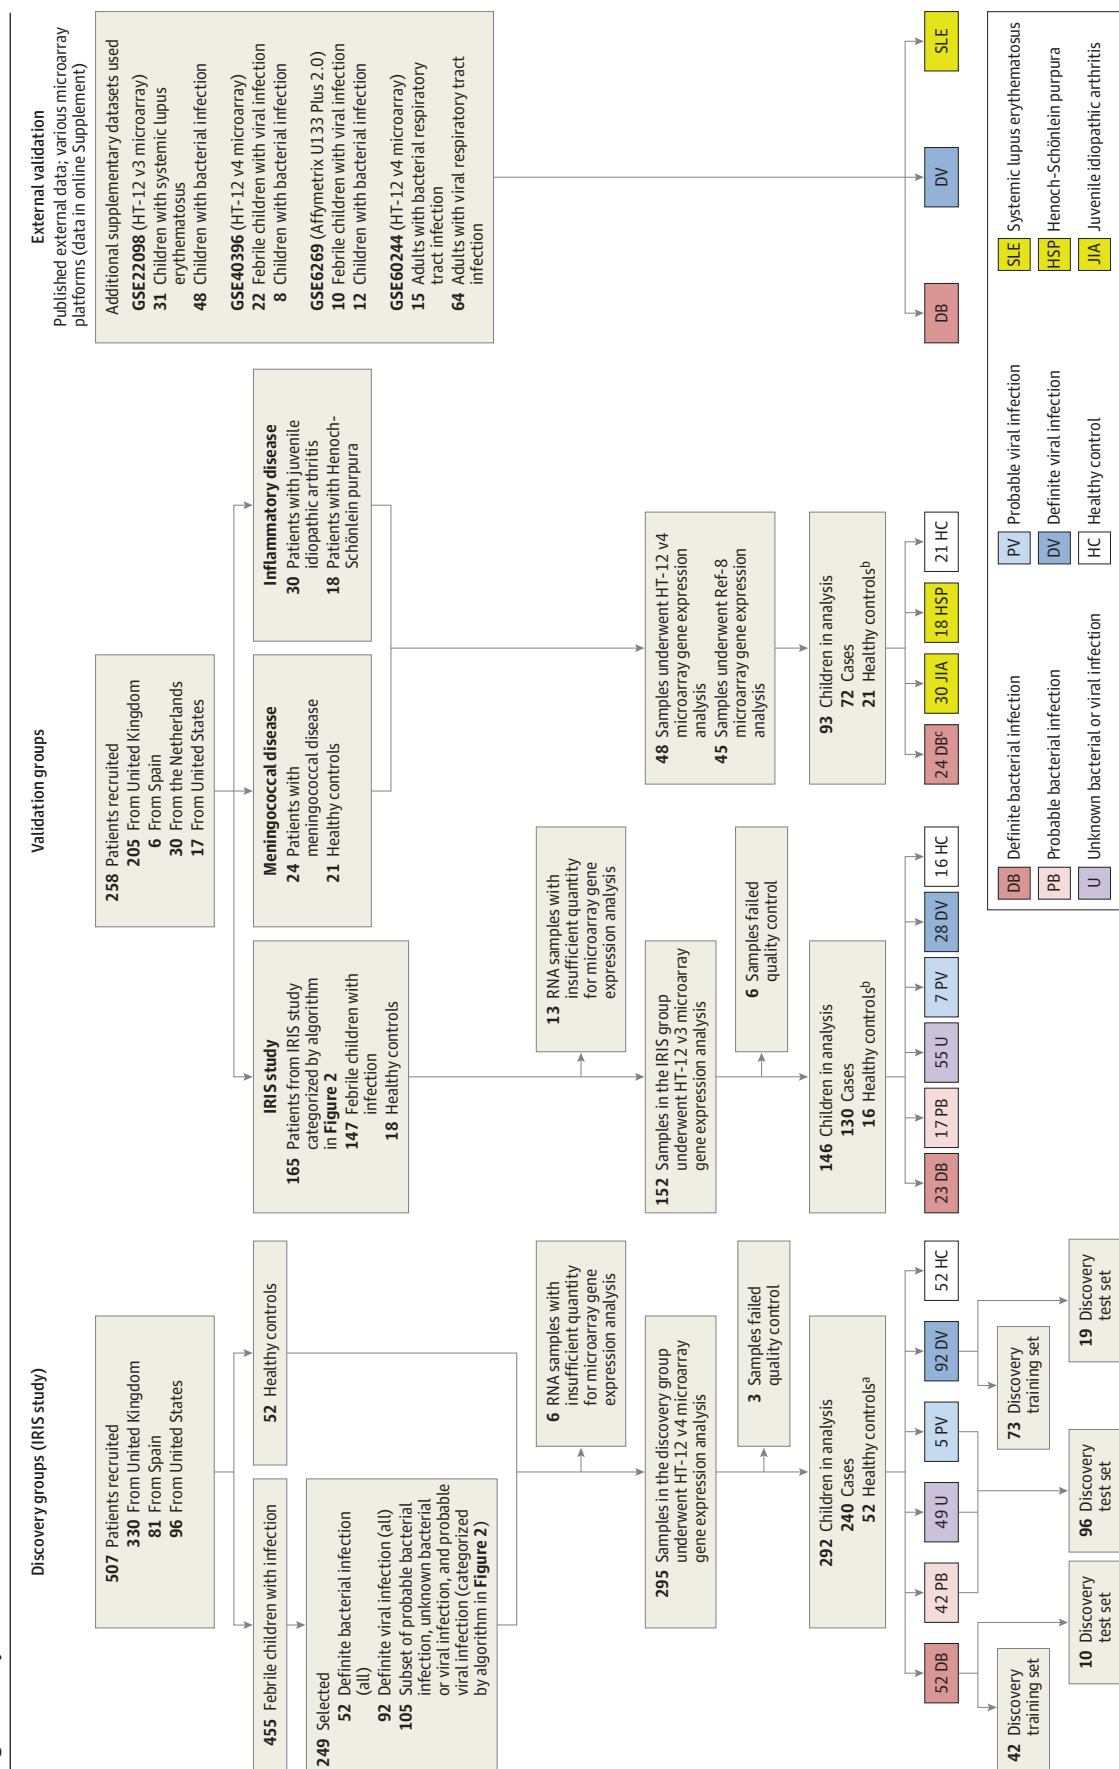 Discovery groups (IRIS study)
507 Patients recruited
330 From United Kingdom
81 From Spain
96 From United States
455 Febrile children with infection
52 Healthy controls
249 Selected
52 Definite bacterial infection
(all)
92 Definite viral infection (all)
105 Subset of probable bacterial
infection, unknown bacterial
or viral infection, and probable
viral infection (categorized
by algorithm in Figure 2)
6 RNA samples with
insufficient quantity
for microarray gene
expression analysis
295 Samples in the discovery group
underwent HT-12 v4 microarray
gene expression analysis
3 Samples failed
quality control
292 Children in analysis
240 Cases
52 Healthy controlsa
52 DB
42 PB
49 U
5 PV
92 DV
52 HC
42 Discovery
training set
10 Discovery
test set
96 Discovery
test set
73 Discovery
training set
19 Discovery
test set
Validation groups
258 Patients recruited
205 From United Kingdom
6 From Spain
30 From the Netherlands
17 From United States
IRIS study
165 Patients from IRIS study
categorized by algorithm
in Figure 2
147 Febrile children with
infection
18 Healthy controls
Meningococcal disease
24 Patients with
meningococcal disease
21 Healthy controls
Inflammatory disease
30 Patients with juvenile
idiopathic arthritis
18 Patients with Henoch-
Schönlein purpura
13 RNA samples with
insufficient quantity
for microarray gene
expression analysis
152 Samples in the IRIS group
underwent HT-12 v3 microarray
gene expression analysis
6 Samples failed
quality control
146 Children in analysis
130 Cases
16 Healthy controlsb
23 DB
17 PB
55 U
7 PV
28 DV
16 HC
48 Samples underwent HT-12 v4
microarray gene expression
analysis
45 Samples underwent Ref-8
microarray gene expression
analysis
93 Children in analysis
72 Cases
21 Healthy controlsb
24 DBc
30 JIA
18 HSP
21 HC
External validation
Published external data; various microarray
platforms (data in online Supplement)
Additional supplementary datasets used
GSE22098 (HT-12 v3 microarray)
31 Children with systemic lupus
erythematosus
48 Children with bacterial infection
GSE40396 (HT-12 v4 microarray)
22 Febrile children with viral infection
8 Children with bacterial infection
GSE6269 (Affymetrix U133 Plus 2.0)
10 Febrile children with viral infection
12 Children with bacterial infection
GSE60244 (HT-12 v4 microarray)
15 Adults with bacterial respiratory
tract infection
64 Adults with viral respiratory tract
infection
DB
DV
SLE
DB Definite bacterial infection
PB Probable bacterial infection
U Unknown bacterial or viral infection
PV Probable viral infection
DV Definite viral infection
HC Healthy control
SLE Systemic lupus erythematosus
HSP Henoch-Schönlein purpura
JIA Juvenile idiopathic arthritis